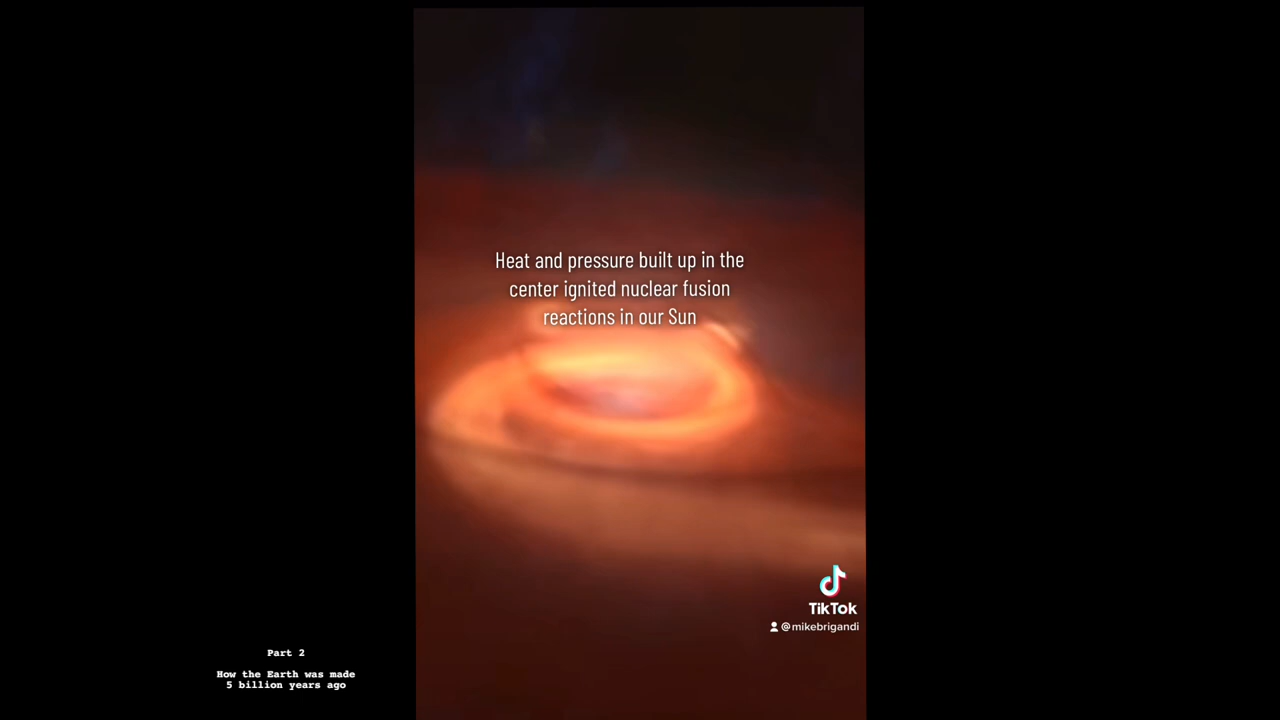 Heat and pressure built up in the
center ignited nuclear fusion
reactions in our Sun
TikTok
@mikebrigandi
Part 2
How the Earth was made
5 billion years ago